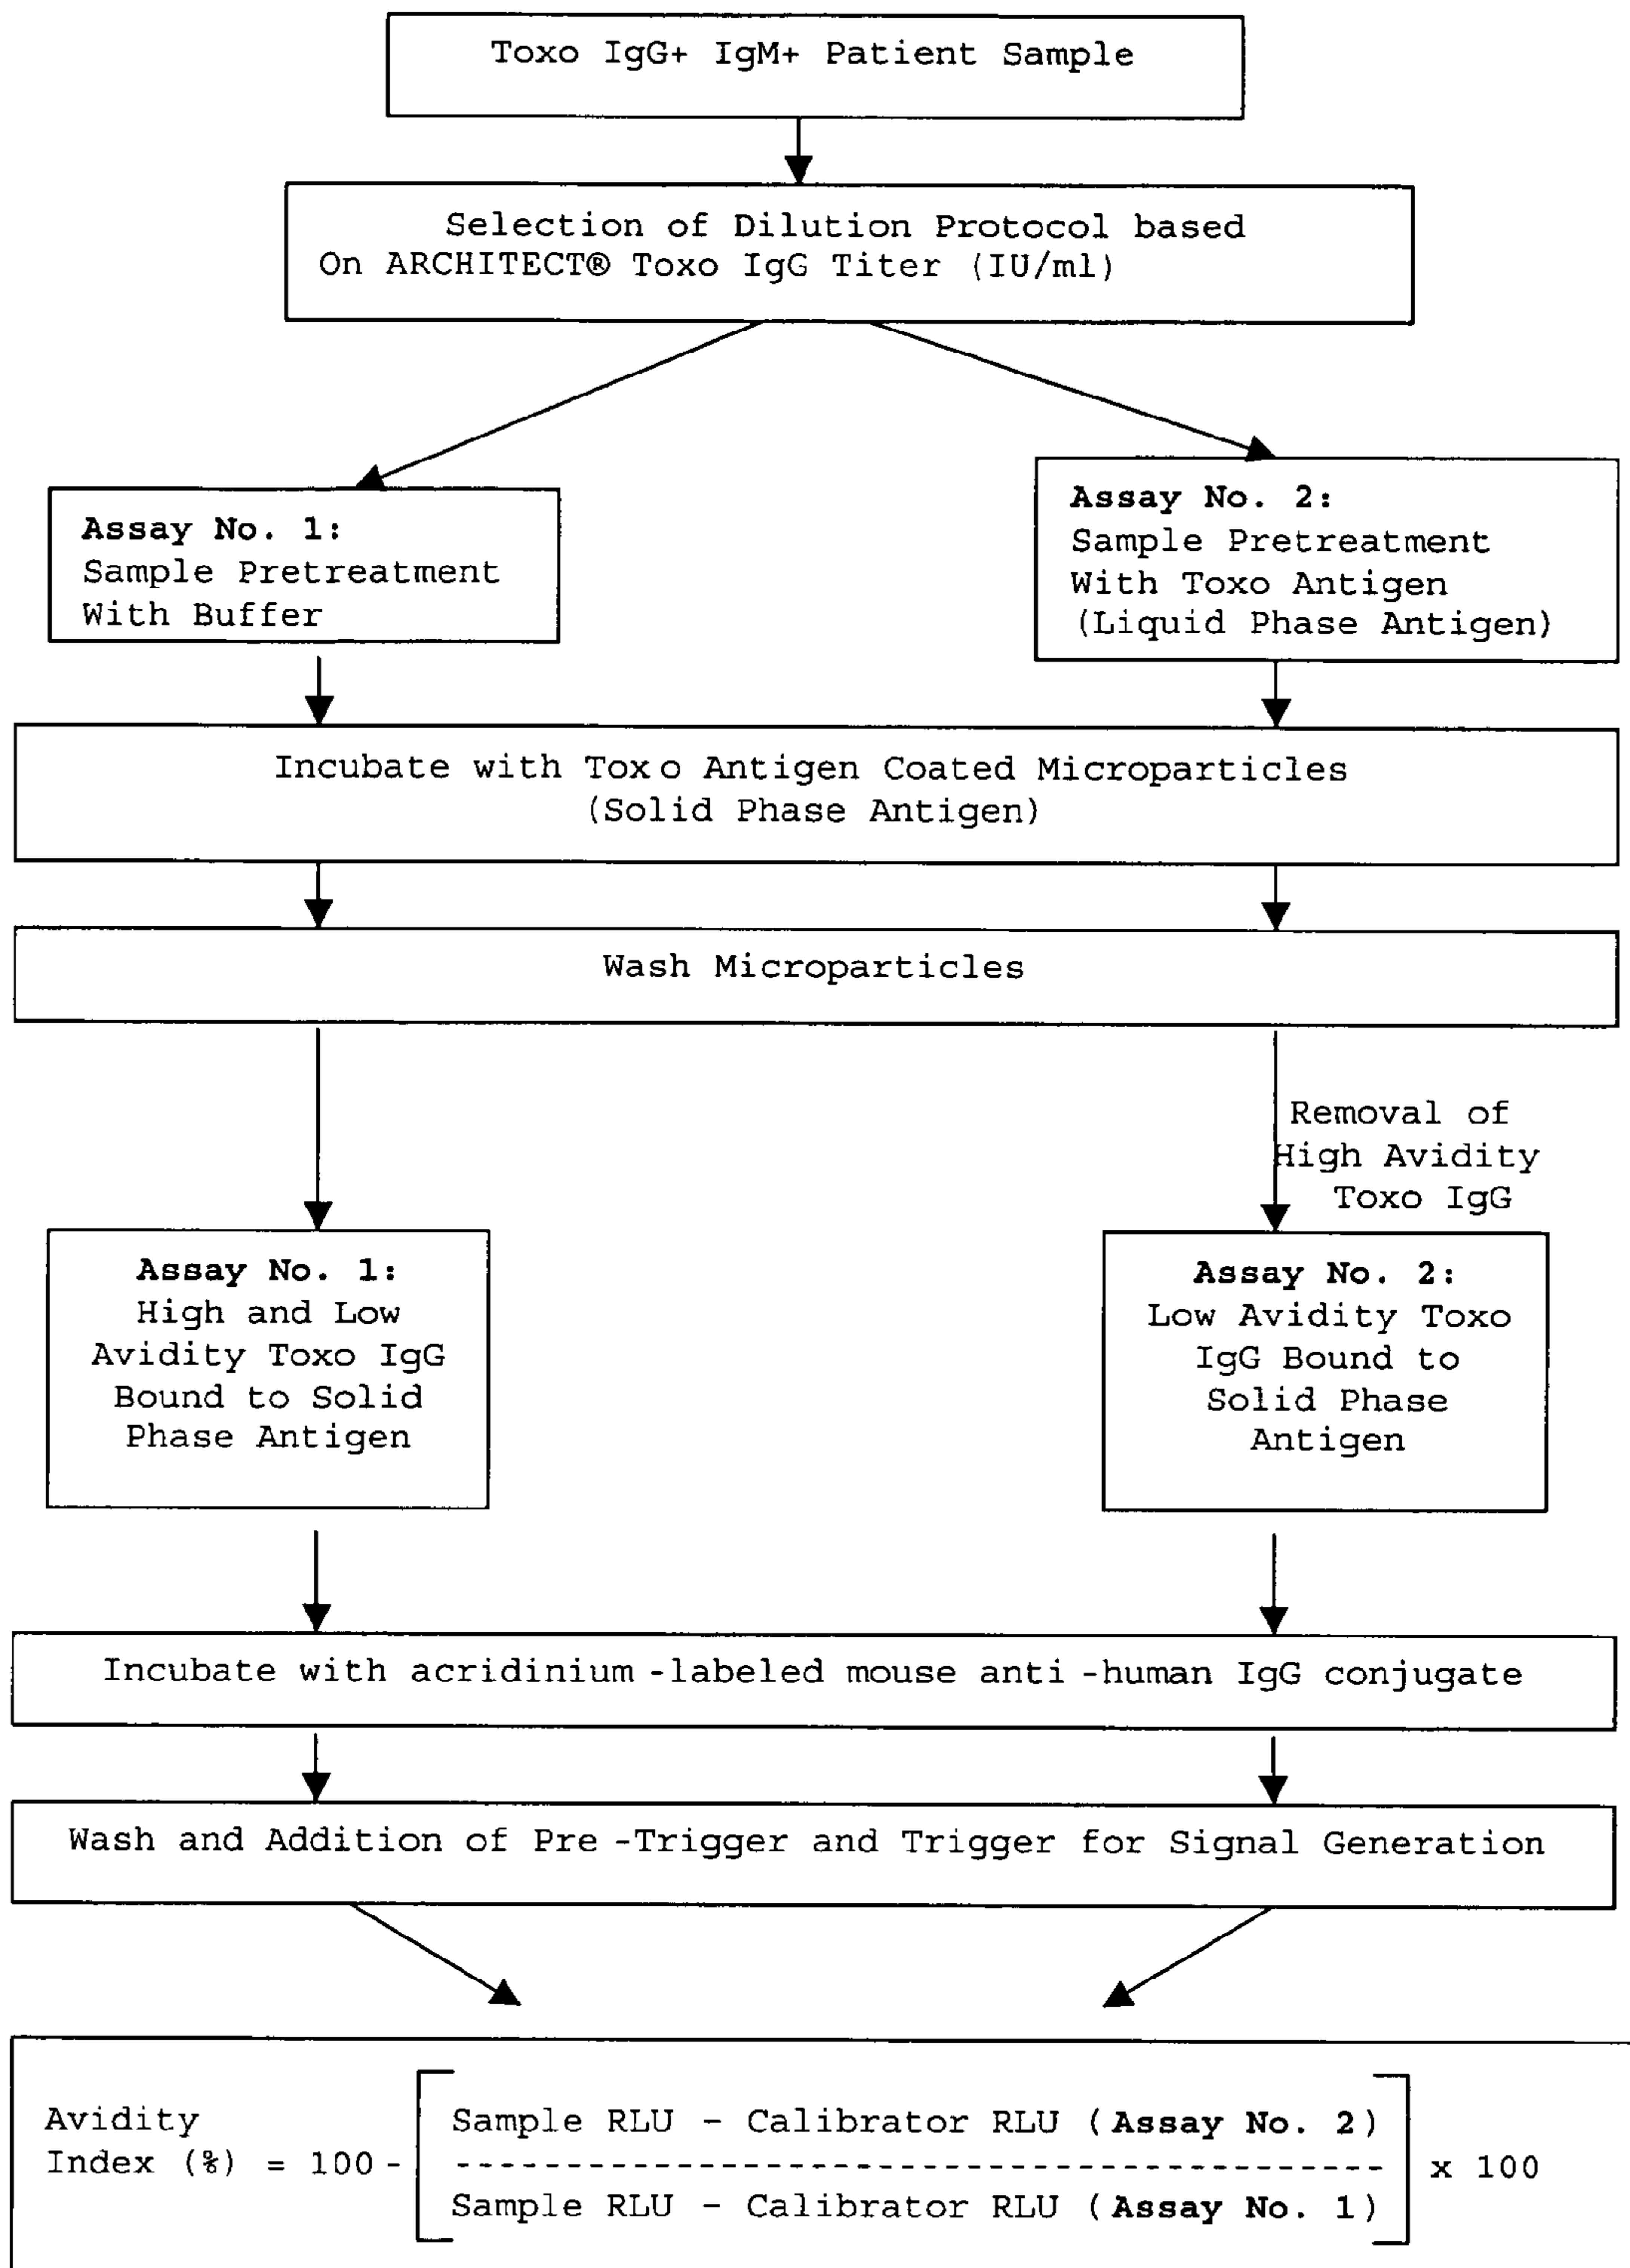 Toxo IgG+ IgM+ Patient Sample
Selection of Dilution Protocol based
On ARCHITECT® Toxo IgG Titer (IU/ml)
Assay No. 1:
Sample Pretreatment
With Buffer
Assay No. 2:
Sample Pretreatment
With Toxo Antigen
(Liquid Phase Antigen)
Incubate with Toxo Antigen Coated Microparticles
(Solid Phase Antigen)
Wash Microparticles
Removal of
High Avidity
Toxo IgG
Assay No. 1:
High and Low
Avidity Toxo IgG
Bound to Solid
Phase Antigen
Assay No. 2:
Low Avidity Toxo
IgG Bound to
Solid Phase
Antigen
Incubate with acridinium-labeled mouse anti-human IgG conjugate
Wash and Addition of Pre-Trigger and Trigger for Signal Generation
Avidity
Index (%) = 100 -
Sample RLU - Calibrator RLU (Assay No. 2)
Sample RLU - Calibrator RLU (Assay No. 1)
x 100